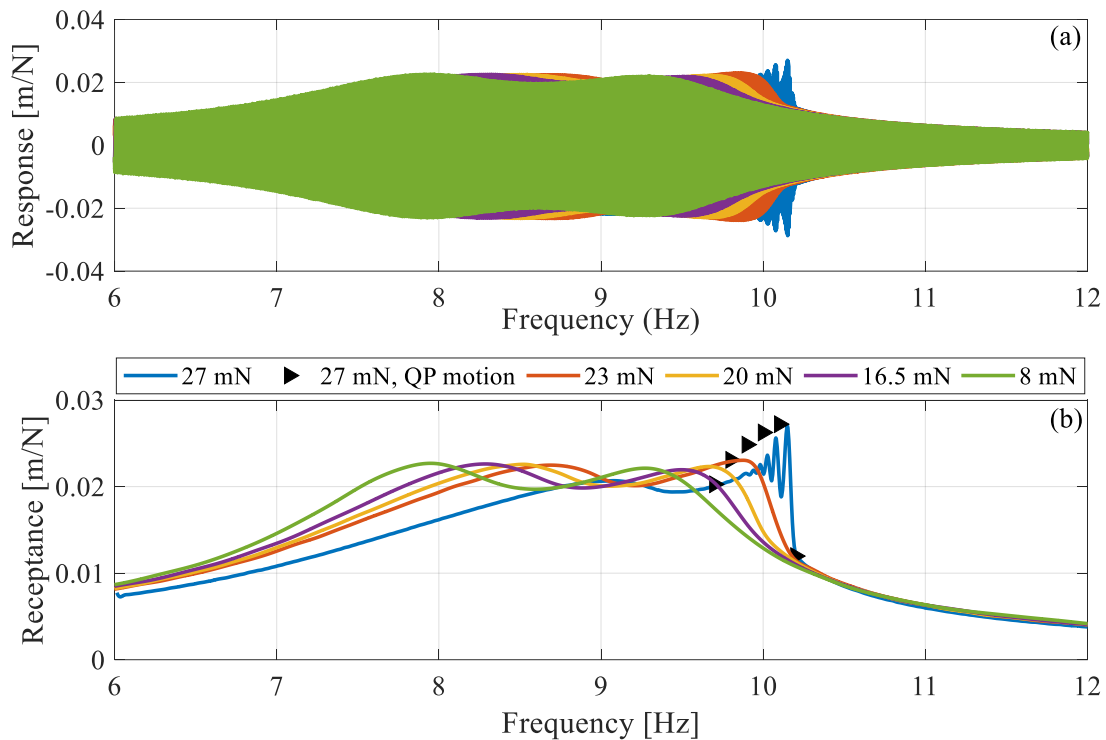 (a)
Response [m/N]
0.04
0.02
0
-0.02
-0.04
6 7 8 9 10 11 12
Frequency (Hz)
27 mN 27 mN, QP motion 23 mN 20 mN 16.5 mN 8 mN
(b)
Receptance [m/N]
0.03
0.02
0.01
0
6 7 8 9 10 11 12
Frequency [Hz]